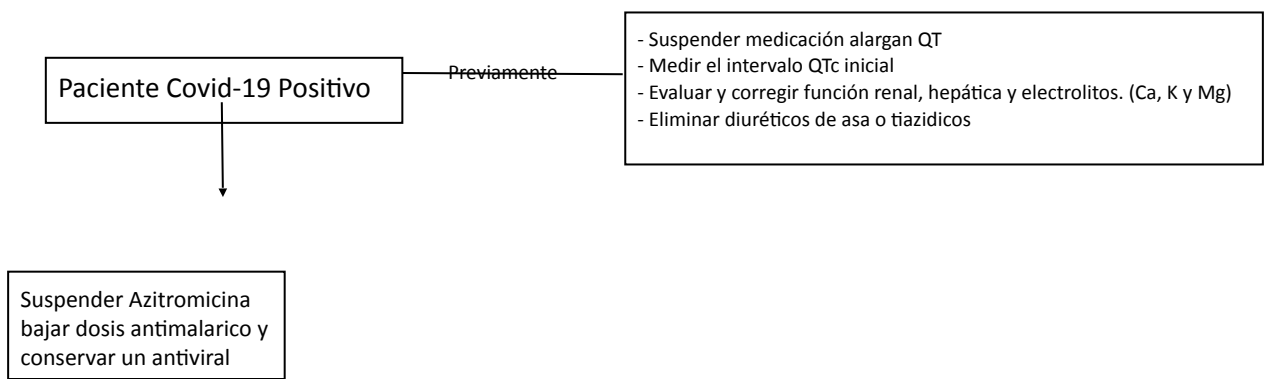 Paciente Covid-19 Positivo
Previamente
- Suspender medicación alargan QT
- Medir el intervalo QTc inicial
- Evaluar y corregir función renal, hepática y electrolitos. (Ca, K y Mg)
- Eliminar diuréticos de asa o tiazidicos
Suspender Azitromicina
bajar dosis antimalarico y
conservar un antiviral